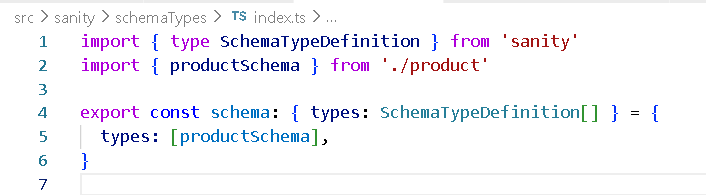 src > sanity > schemaTypes > TS index.ts > ...
1 import { type SchemaTypeDefinition } from 'sanity'
2 import { productSchema } from './product'
3
4 export const schema: { types: SchemaTypeDefinition[] } = {
5   types: [productSchema],
6 }
7